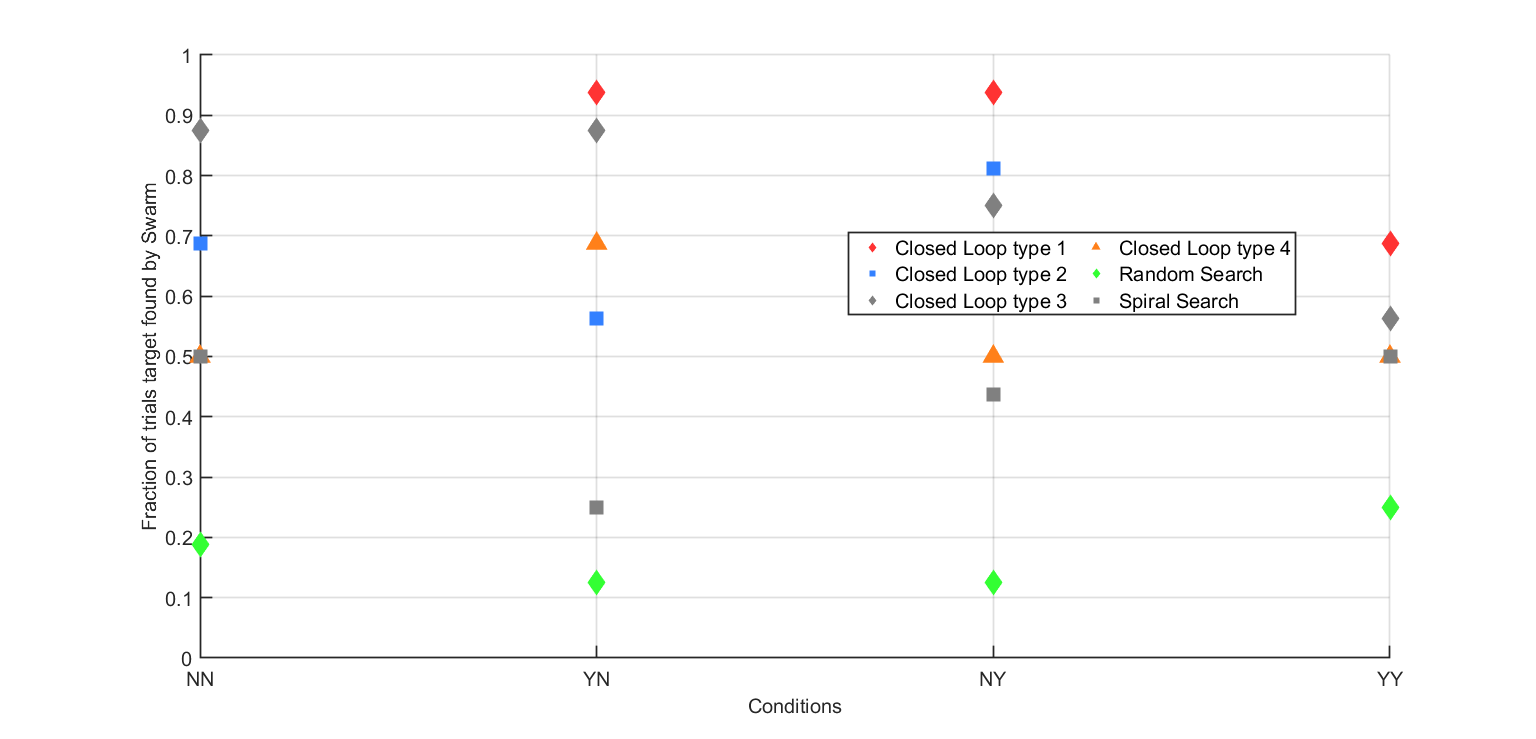 1
0.9
0.8
0.7
0.6
0.5
0.4
0.3
0.2
0.1
0
Fraction of trials target found by Swarm
Closed Loop type 1
Closed Loop type 2
Closed Loop type 3
Closed Loop type 4
Random Search
Spiral Search
NN YN NY YY
Conditions